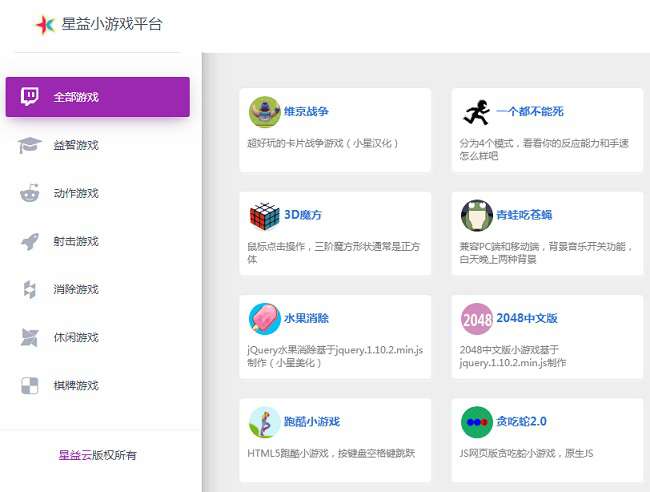 星益小游戏平台
全部游戏
益智游戏
动作游戏
射击游戏
消除游戏
休闲游戏
棋牌游戏
星益云版权所有
维京战争
超好玩的卡片战争游戏（小星汉化）
一个都不能死
分为4个模式，看看你的反应能力和手速
怎么样吧
3D魔方
鼠标点击操作，三阶魔方形状通常是正方
体
青蛙吃苍蝇
兼容PC端和移动端，背景音乐开关功能，
白天晚上两种背景
水果消除
jQuery水果消除基于jquery.1.10.2.min.js
制作（小星美化）
2048
2048中文版
2048中文版小游戏基于
jquery.1.10.2.min.js制作
跑酷小游戏
HTML5跑酷小游戏，按键盘空格键跳跃
贪吃蛇2.0
JS网页版贪吃蛇小游戏，原生JS